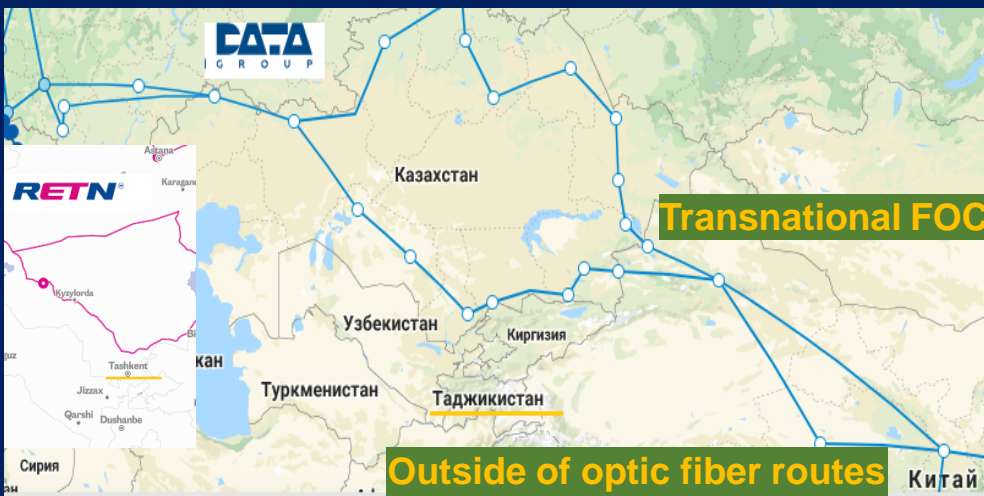 DATA
GROUP
Astana
Казахстан
RETN®
Transnational FOC
Kyzylorda
Узбекистан
Киргизия
Tashkent
Туркменистан
Таджикистан
Jizzax
Qarshi
Dushanbe
Сирия
Outside of optic fiber routes
Китай